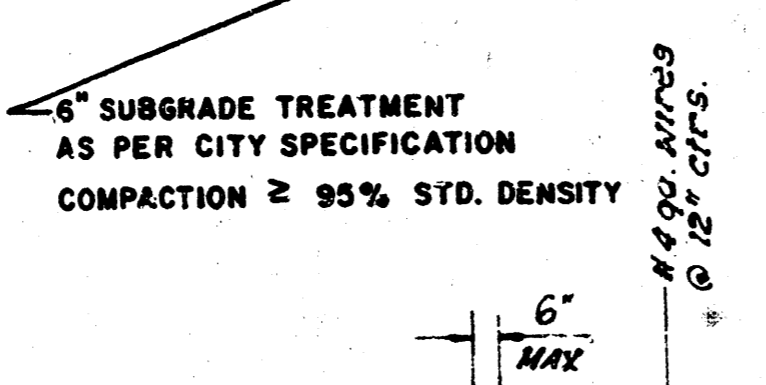 6" SUBGRADE TREATMENT
AS PER CITY SPECIFICATION
COMPACTION ≥ 95% STD. DENSITY
#4 ga. Wires
@ 12" Ctrs.
6"
MAX